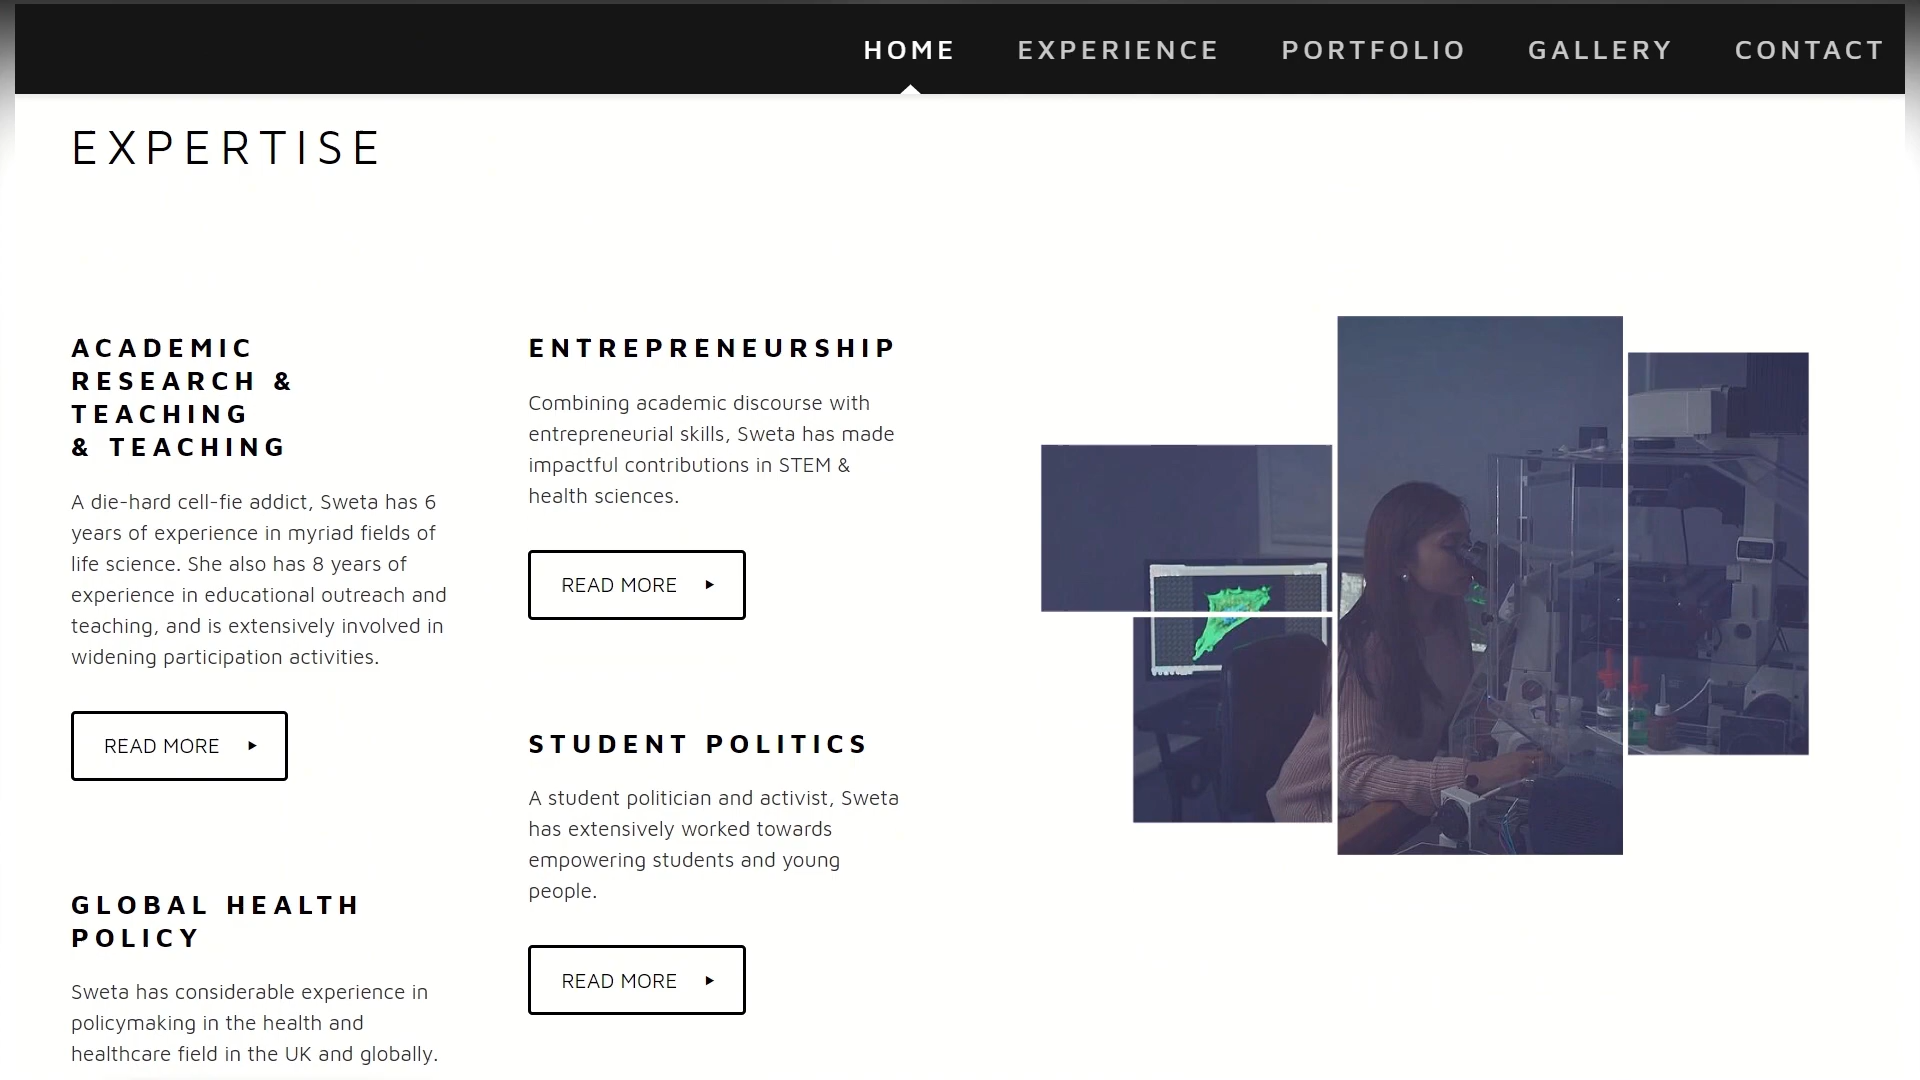 HOME EXPERIENCE PORTFOLIO GALLERY CONTACT
EXPERTISE
ACADEMIC
RESEARCH &
TEACHING
& TEACHING
A die-hard cell-fie addict, Sweta has 6
years of experience in myriad fields of
life science. She also has 8 years of
experience in educational outreach and
teaching, and is extensively involved in
widening participation activities.
READ MORE
GLOBAL HEALTH
POLICY
Sweta has considerable experience in
policymaking in the health and
healthcare field in the UK and globally.
ENTREPRENEURSHIP
Combining academic discourse with
entrepreneurial skills, Sweta has made
impactful contributions in STEM &
health sciences.
READ MORE
STUDENT POLITICS
A student politician and activist, Sweta
has extensively worked towards
empowering students and young
people.
READ MORE